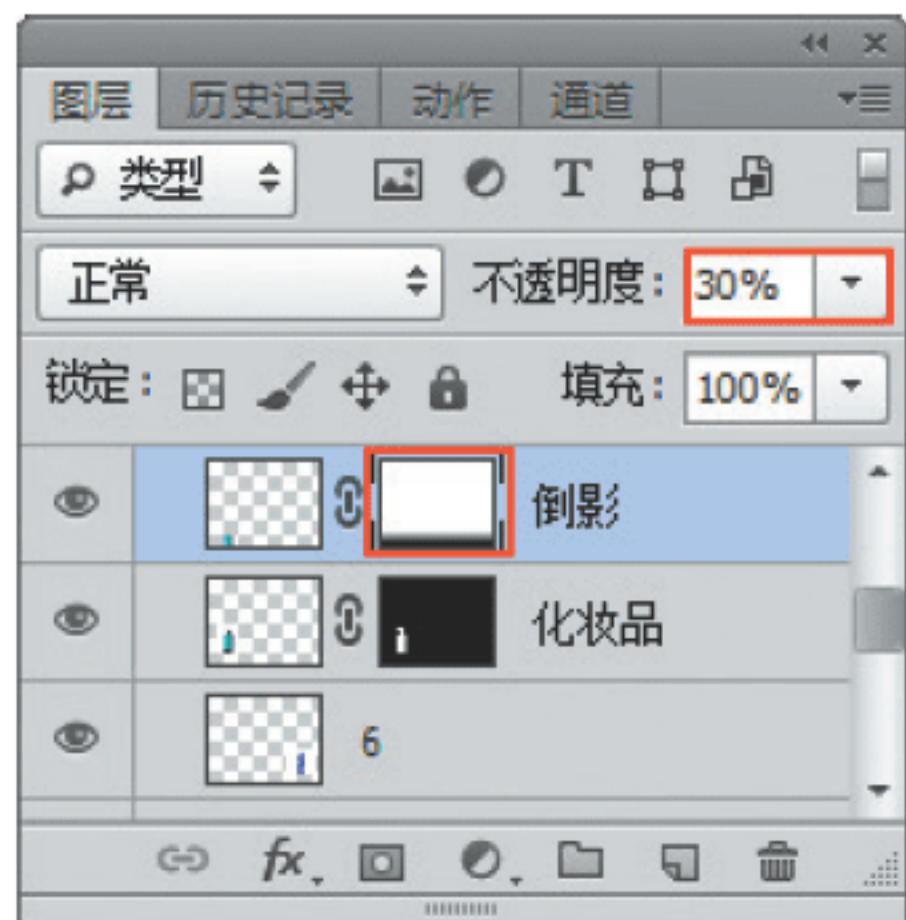 图层 历史记录 动作 通道
类型 T
正常 不透明度: 30%
锁定: 填充: 100%
倒影
化妆品
6
fx